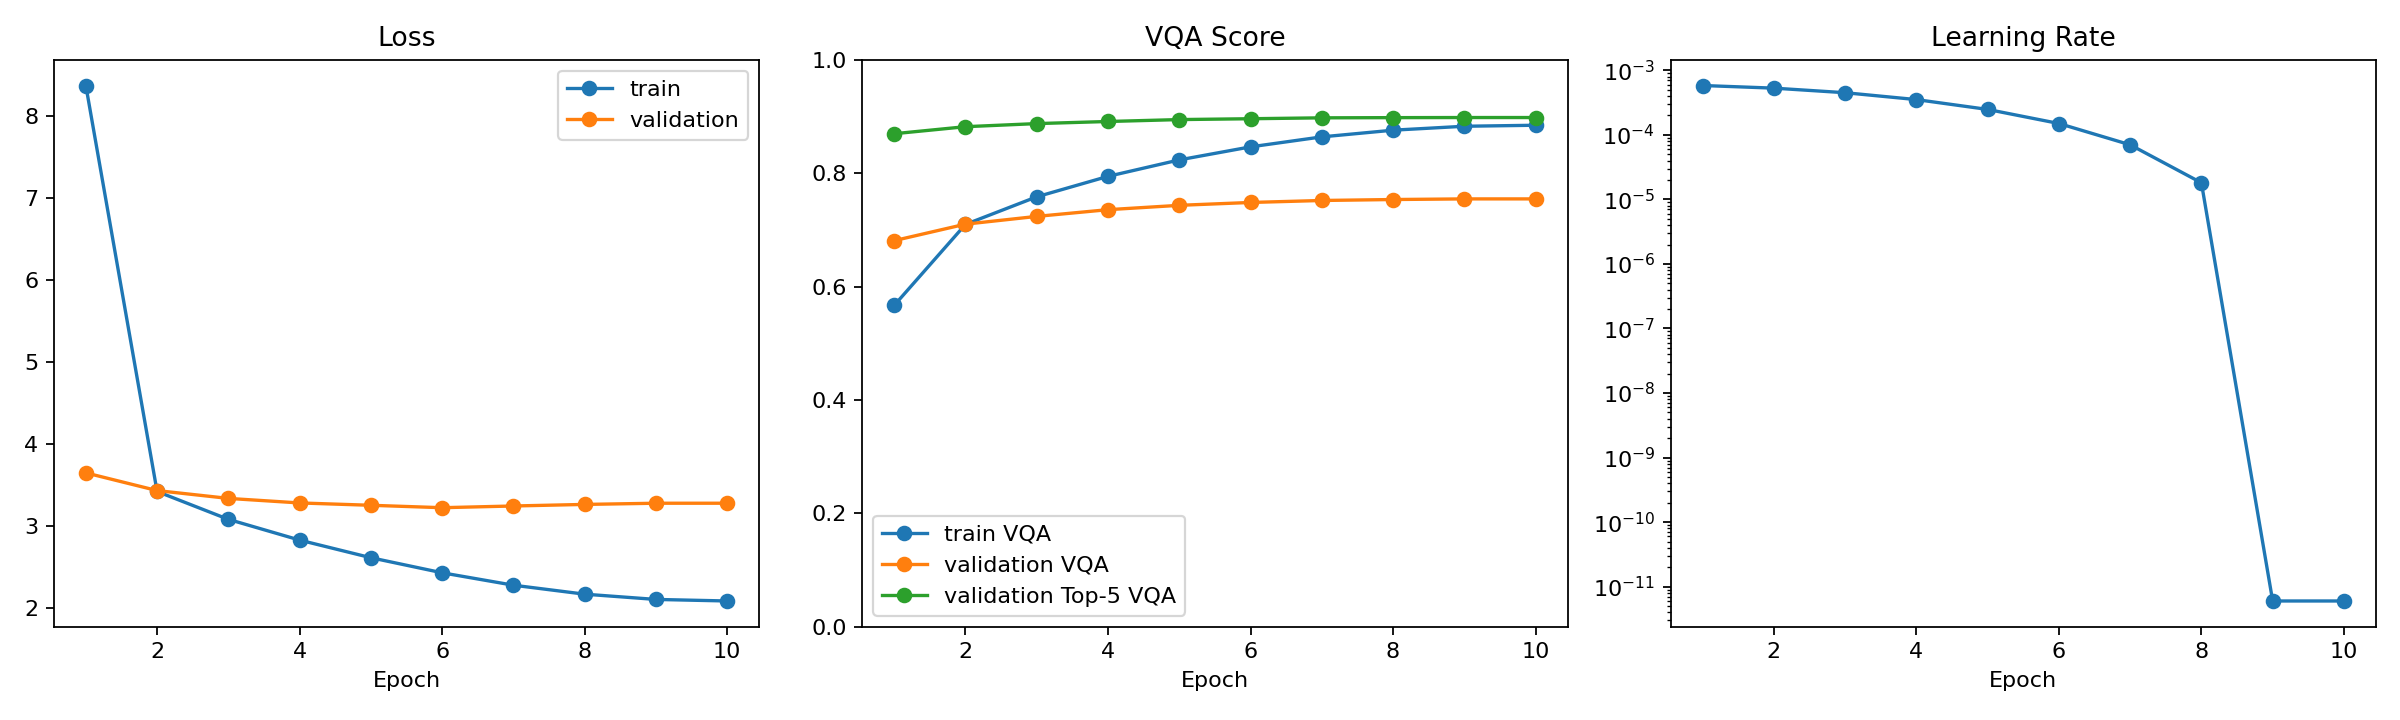 Loss
8
7
6
5
4
3
2
train
validation
2 4 6 8 10
Epoch
VQA Score
1.0
0.8
0.6
0.4
0.2
0.0
train VQA
validation VQA
validation Top-5 VQA
2 4 6 8 10
Epoch
Learning Rate
10⁻³
10⁻⁴
10⁻⁵
10⁻⁶
10⁻⁷
10⁻⁸
10⁻⁹
10⁻¹⁰
10⁻¹¹
2 4 6 8 10
Epoch